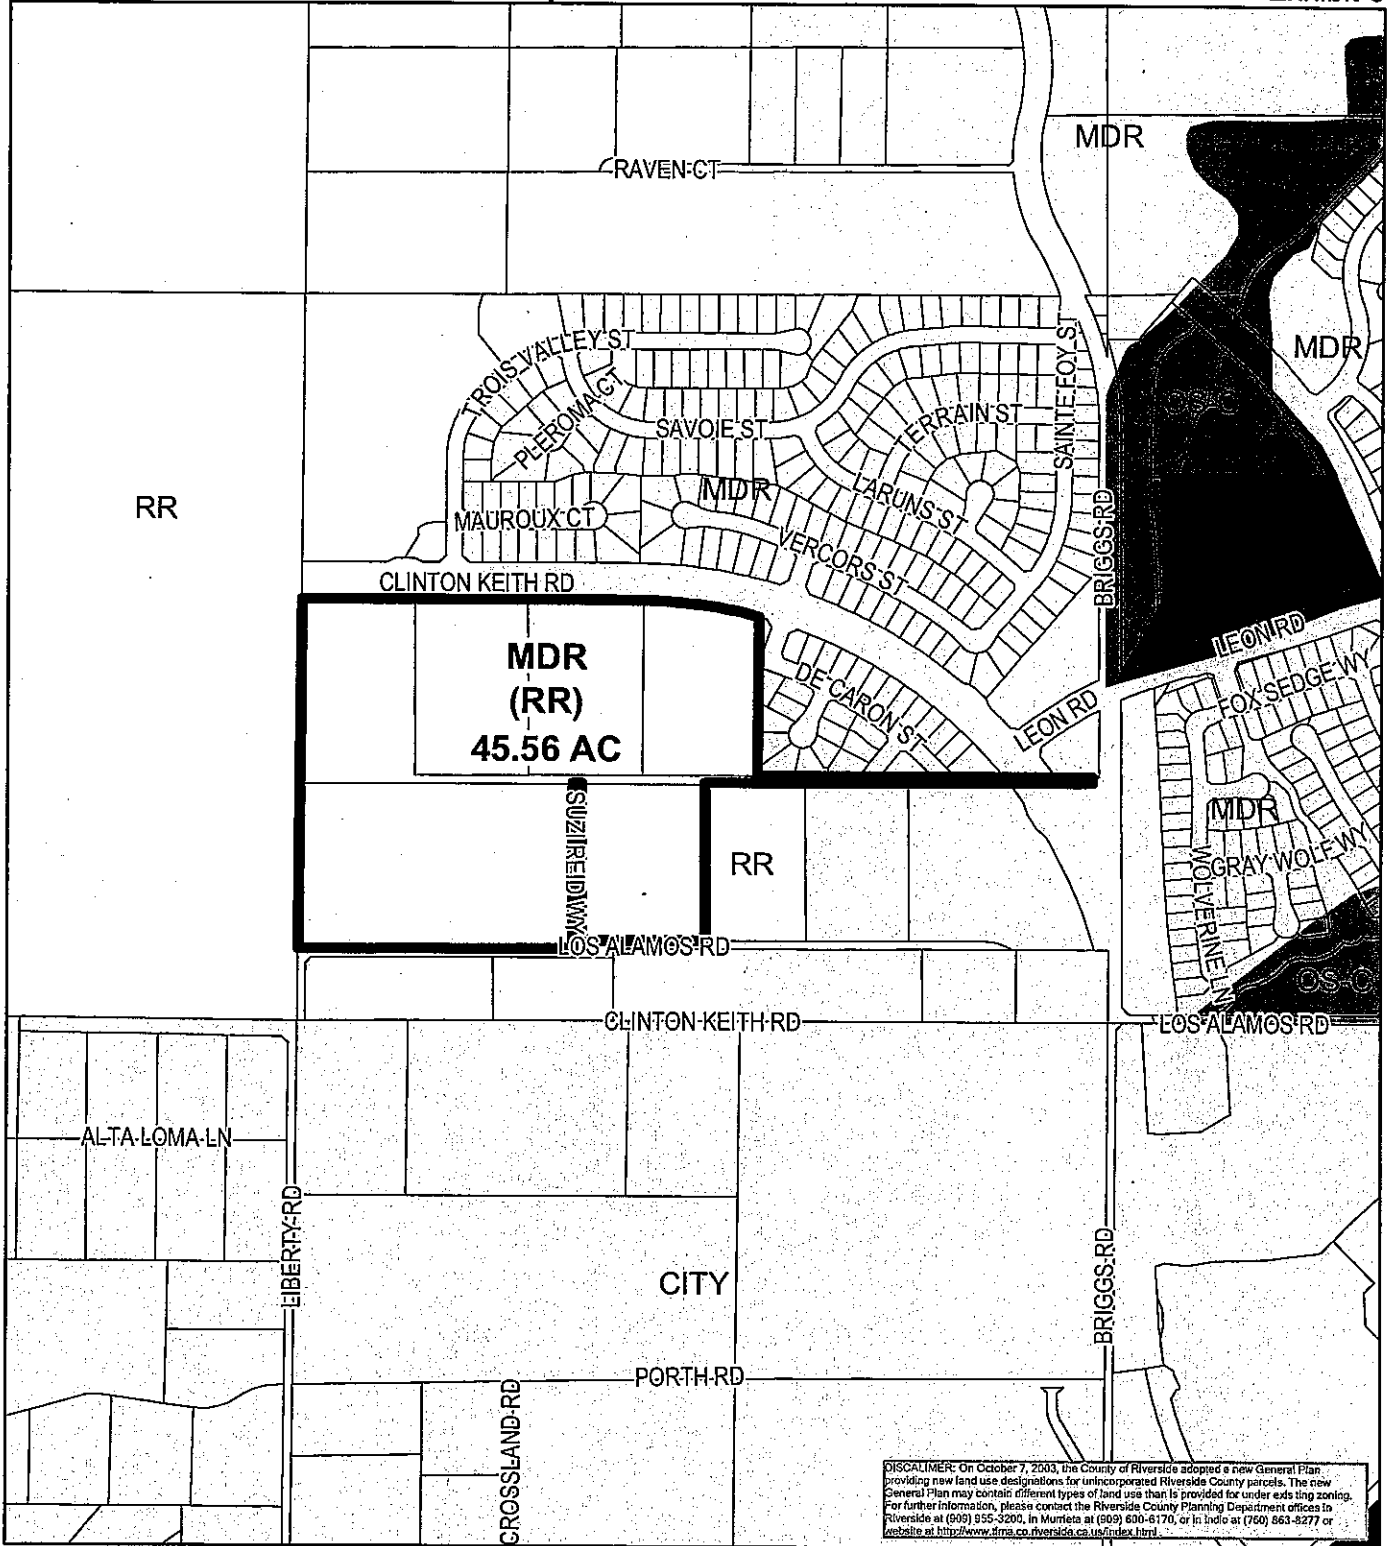 MDR
RAVEN CT
MDR
TROIS VALLEY ST
PLEROMA CT
SAVOIE ST
TERRAIN ST
SAINTE FOY ST
OS-C
RR
MDR
LARUNS ST
MAUROUX CT
VERCORS ST
BRIGGS RD
CLINTON KEITH RD
LEON RD
MDR
(RR)
45.56 AC
DE CARON ST
LEON RD
FOX SEDGE WY
SUZI REID WY
MDR
RR
GRAY WOLF WY
WOLVERINE LN
LOS ALAMOS RD
OS-C
CLINTON KEITH RD
LOS ALAMOS RD
ALTA LOMA LN
LIBERTY RD
BRIGGS RD
CITY
PORTH RD
CROSSLAND RD
DISCALIMER: On October 7, 2003, the County of Riverside adopted a new General Plan
providing new land use designations for unincorporated Riverside County parcels. The new
General Plan may contain different types of land use than is provided for under existing zoning.
For further information, please contact the Riverside County Planning Department offices in
Riverside at (909) 955-3200, in Murrieta at (909) 600-6170, or in Indio at (760) 863-8277 or
website at http://www.tlma.co.riverside.ca.us/index.html